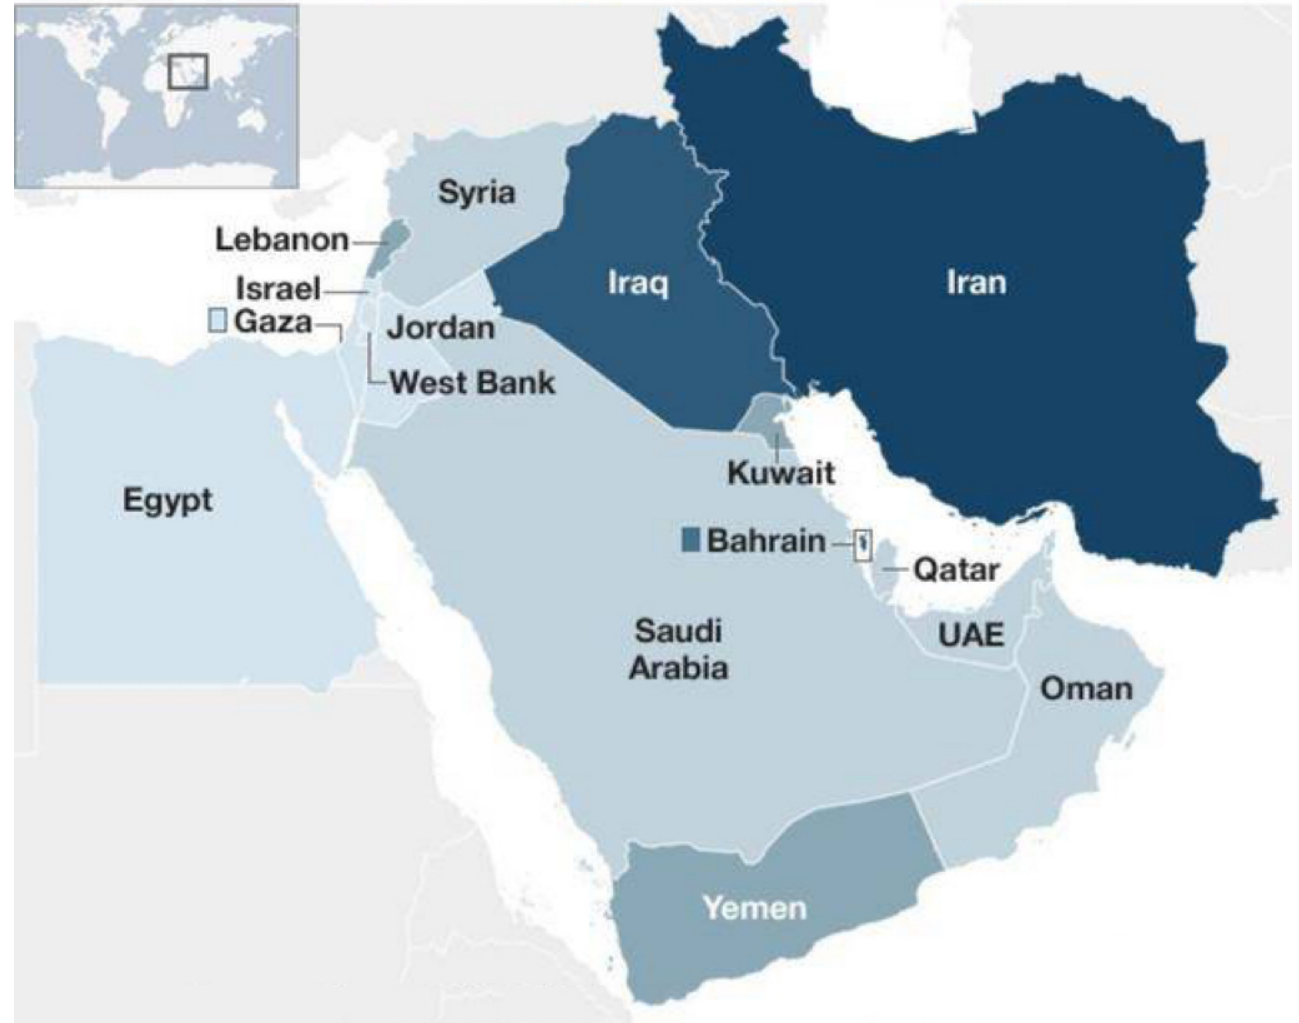 Syria
Lebanon
Israel
Iraq
Iran
Gaza
Jordan
West Bank
Kuwait
Egypt
Bahrain
Qatar
Saudi
Arabia
UAE
Oman
Yemen